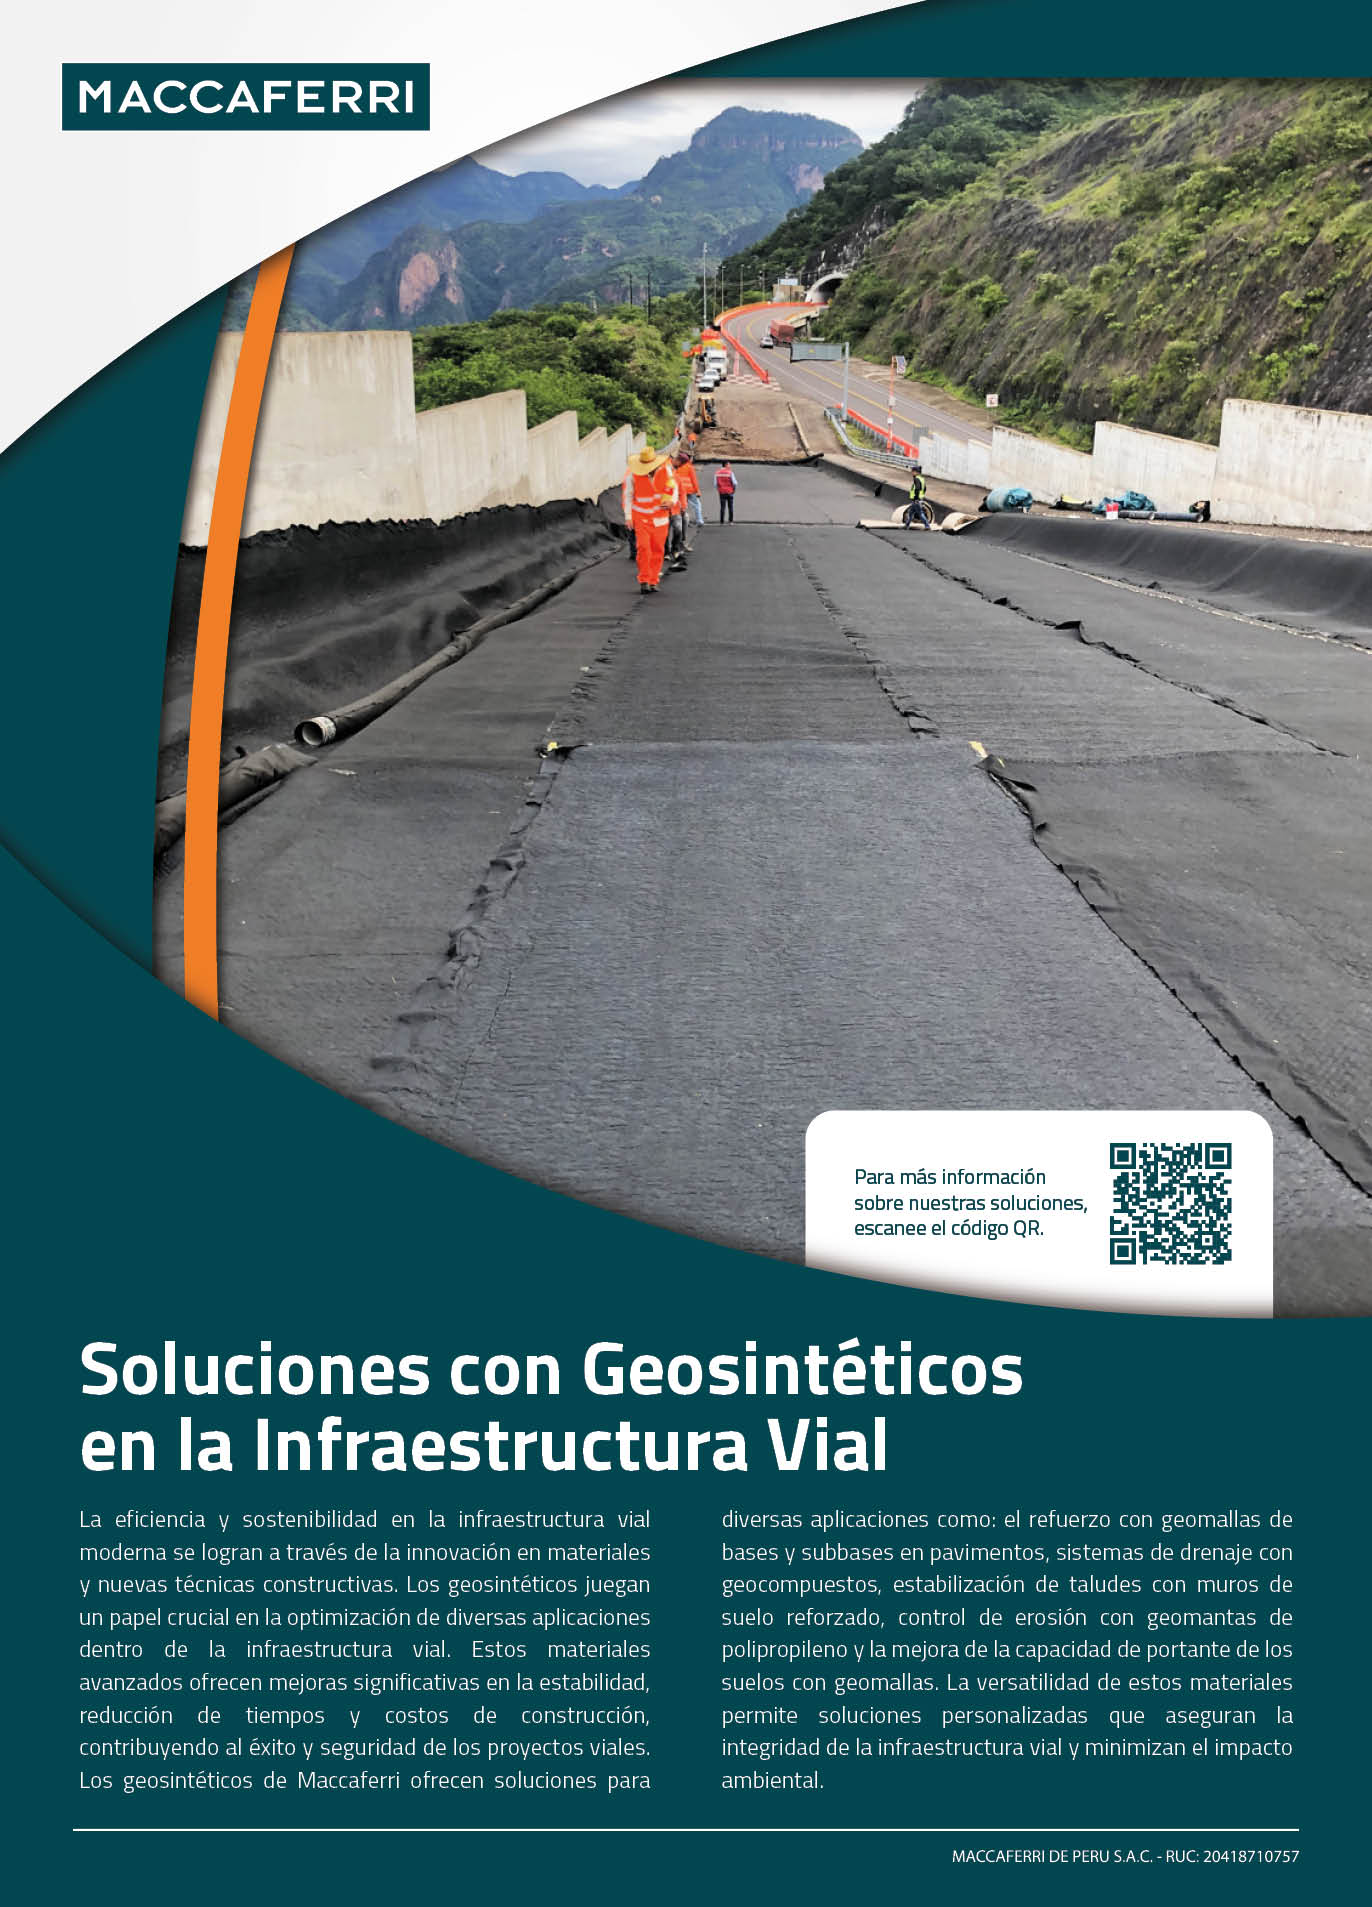 MACCAFERRI
Para más información
sobre nuestras soluciones,
escanee el código QR.
Soluciones con Geosintéticos
en la Infraestructura Vial
La eficiencia y sostenibilidad en la infraestructura vial
moderna se logran a través de la innovación en materiales
y nuevas técnicas constructivas. Los geosintéticos juegan
un papel crucial en la optimización de diversas aplicaciones
dentro de la infraestructura vial. Estos materiales
avanzados ofrecen mejoras significativas en la estabilidad,
reducción de tiempos y costos de construcción,
contribuyendo al éxito y seguridad de los proyectos viales.
Los geosintéticos de Maccaferri ofrecen soluciones para
diversas aplicaciones como: el refuerzo con geomallas de
bases y subbases en pavimentos, sistemas de drenaje con
geocompuestos, estabilización de taludes con muros de
suelo reforzado, control de erosión con geomantas de
polipropileno y la mejora de la capacidad de portante de los
suelos con geomallas. La versatilidad de estos materiales
permite soluciones personalizadas que aseguran la
integridad de la infraestructura vial y minimizan el impacto
ambiental.
MACCAFERRI DE PERU S.A.C. - RUC: 20418710757